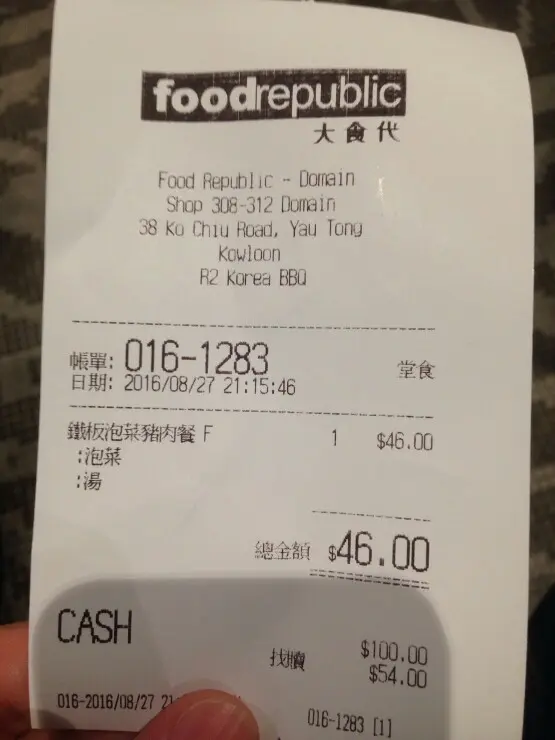 foodrepublic
大食代
Food Republic - Domain
Shop 308-312 Domain
38 Ko Chiu Road, Yau Tong
Kowloon
R2 Korea BBQ
帳單: 016-1283 堂食
日期: 2016/08/27 21:15:46
鐵板泡菜豬肉餐 F 1 $46.00
:泡菜
:湯
總金額 $46.00
CASH $100.00
找贖 $54.00
016-2016/08/27 016-1283 [1]